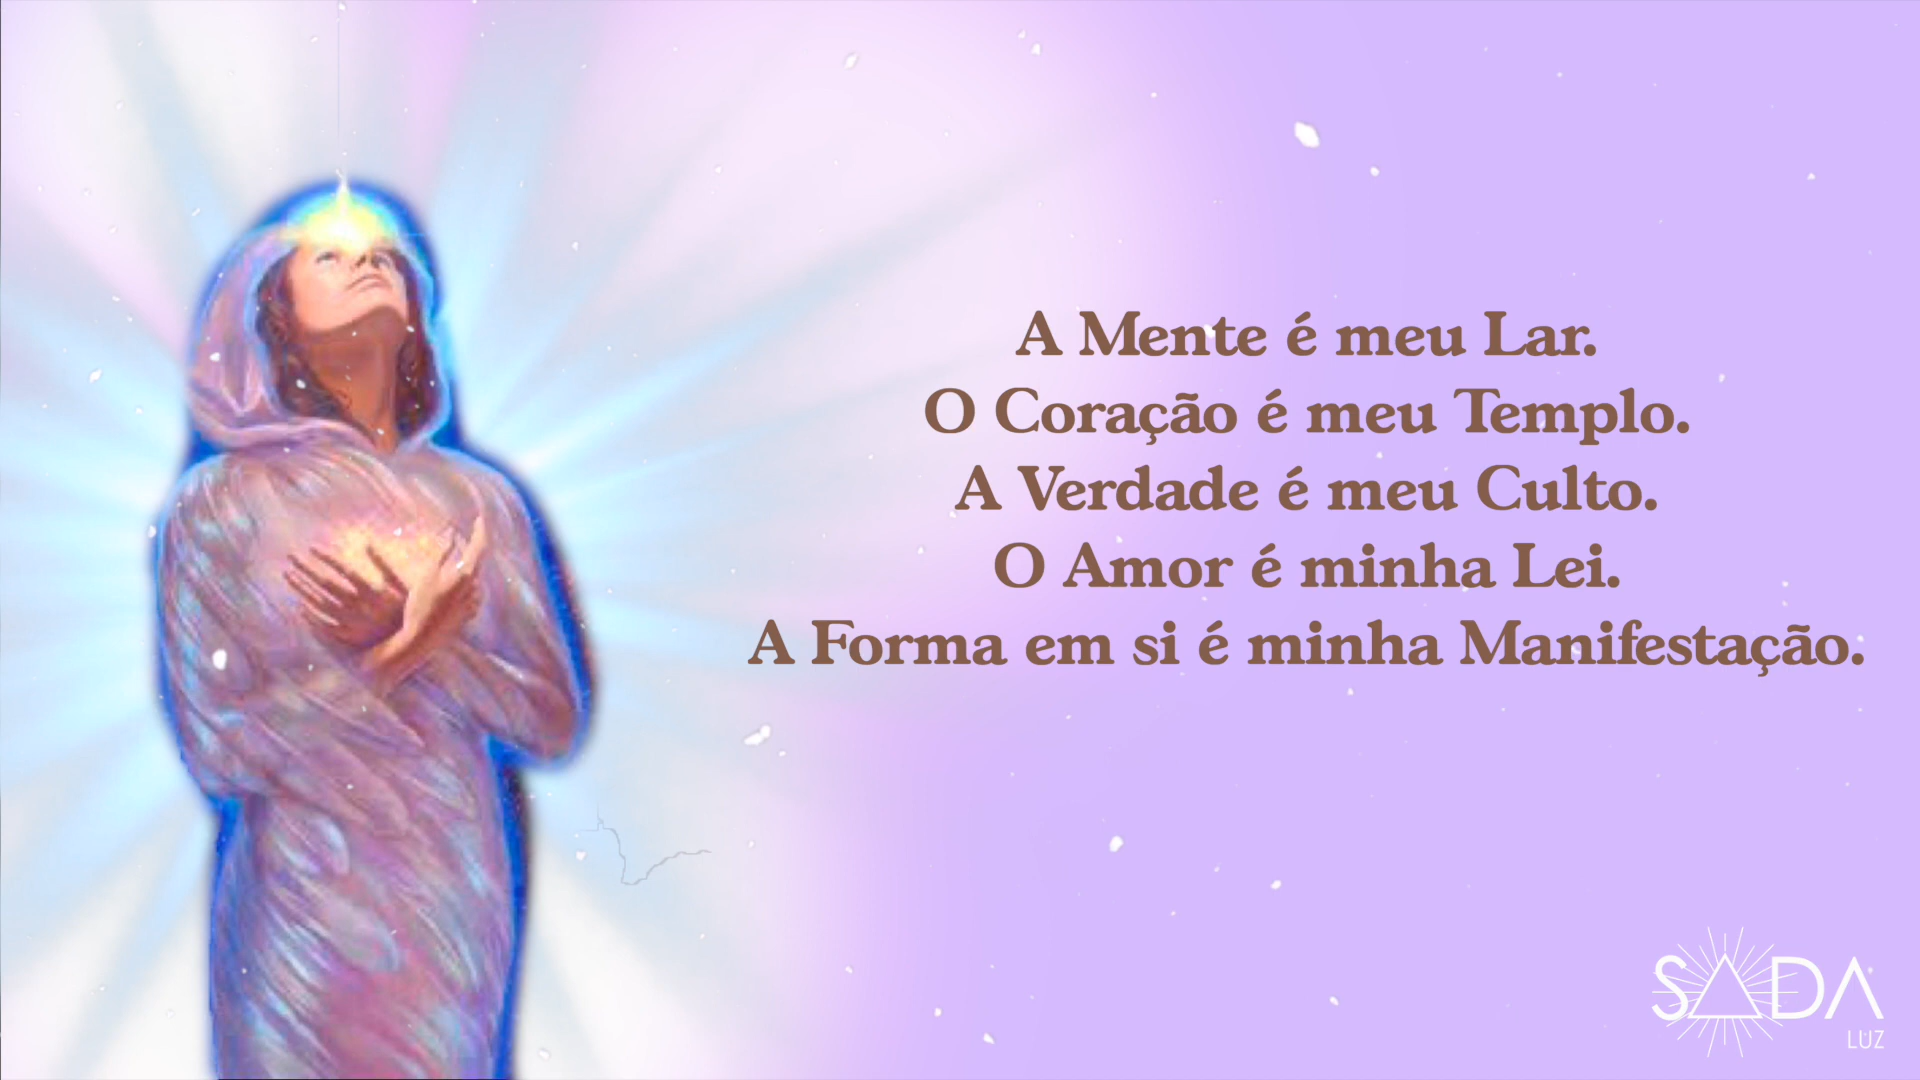 A Mente é meu Lar.
O Coração é meu Templo.
A Verdade é meu Culto.
O Amor é minha Lei.
A Forma em si é minha Manifestação.
SADA
LUZ